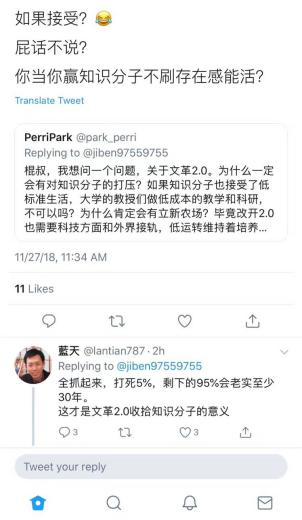 如果接受？😂
屁话不说？
你当你赢知识分子不刷存在感能活？
Translate Tweet
PerriPark @park_perri
Replying to @jiben97559755
棍叔，我想问一个问题，关于文革2.0。为什么一定
会有对知识分子的打压？如果知识分子也接受了低
标准生活，大学的教授们做低成本的教学和科研，
不可以吗？为什么肯定会有立新农场？毕竟改开2.0
也需要科技方面和外界接轨，低运转维持着培养...
11/27/18, 11:34 AM
11 Likes
藍天 @lantian787 · 2h
Replying to @jiben97559755
全抓起来，打死5%，剩下的95%会老实至少
30年。
这才是文革2.0收拾知识分子的意义
3
3
Tweet your reply